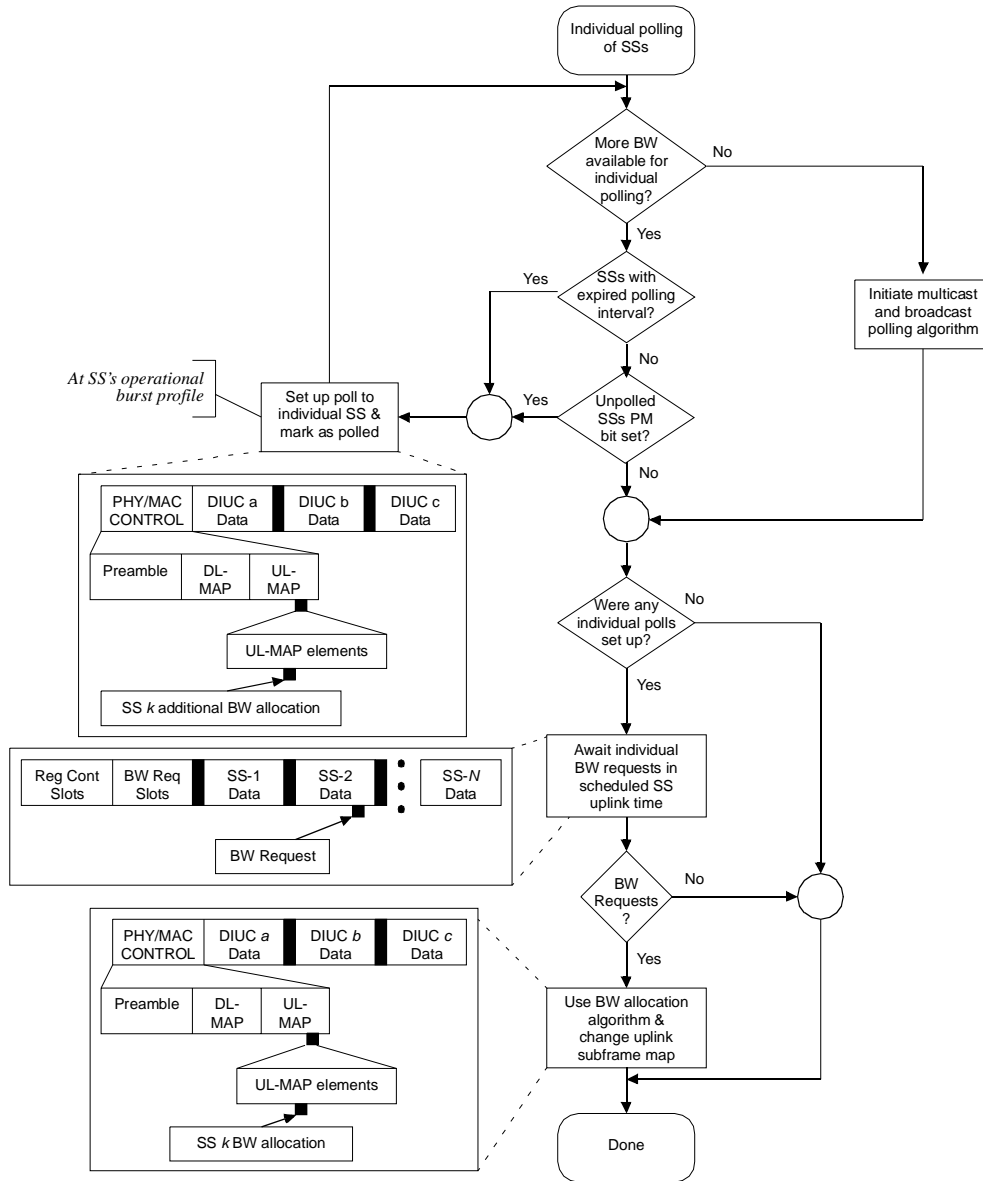 Individual polling
of SSs
More BW
available for
individual
polling?
No
Yes
SSs with
expired polling
interval?
Yes
No
Initiate multicast
and broadcast
polling algorithm
At SS's operational
burst profile
Set up poll to
individual SS &
mark as polled
Yes
Unpolled
SSs PM
bit set?
No
PHY/MAC
CONTROL
DIUC a
Data
DIUC b
Data
DIUC c
Data
Preamble
DL-
MAP
UL-
MAP
UL-MAP elements
SS k additional BW allocation
Were any
individual polls
set up?
No
Yes
Reg Cont
Slots
BW Req
Slots
SS-1
Data
SS-2
Data
SS-N
Data
BW Request
Await individual
BW requests in
scheduled SS
uplink time
BW
Requests
?
No
Yes
PHY/MAC
CONTROL
DIUC a
Data
DIUC b
Data
DIUC c
Data
Preamble
DL-
MAP
UL-
MAP
UL-MAP elements
SS k BW allocation
Use BW allocation
algorithm &
change uplink
subframe map
Done